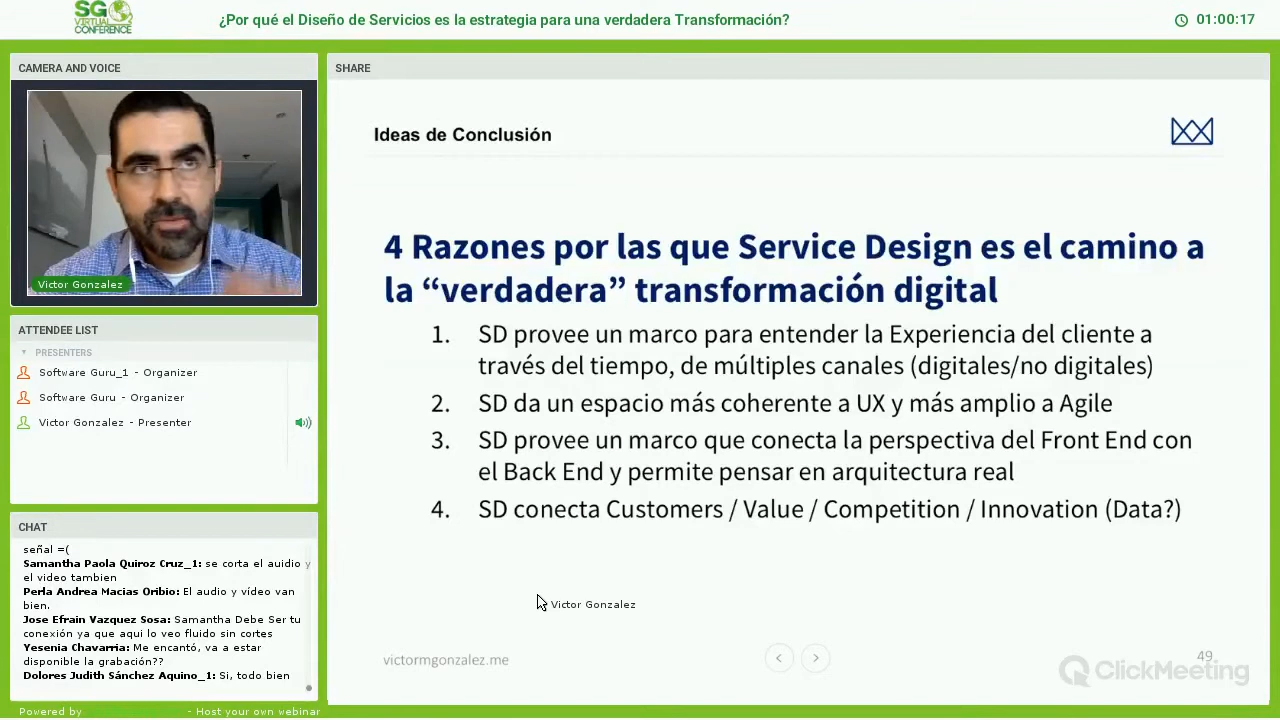 SG
VIRTUAL
CONFERENCE
¿Por qué el Diseño de Servicios es la estrategia para una verdadera Transformación?
01:00:17
CAMERA AND VOICE
Victor Gonzalez
ATTENDEE LIST
PRESENTERS
Software Guru_1 - Organizer
Software Guru - Organizer
Victor Gonzalez - Presenter
CHAT
señal =(
Samantha Paola Quiroz Cruz_1: se corta el auidio y
el video tambien
Perla Andrea Macias Oribio: El audio y vídeo van
bien.
Jose Efrain Vazquez Sosa: Samantha Debe Ser tu
conexión ya que aqui lo veo fluido sin cortes
Yesenia Chavarria: Me encantó, va a estar
disponible la grabación??
Dolores Judith Sánchez Aquino_1: Si, todo bien
Powered by - Host your own webinar
SHARE
Ideas de Conclusión
4 Razones por las que Service Design es el camino a
la “verdadera” transformación digital
1. SD provee un marco para entender la Experiencia del cliente a
través del tiempo, de múltiples canales (digitales/no digitales)
2. SD da un espacio más coherente a UX y más amplio a Agile
3. SD provee un marco que conecta la perspectiva del Front End con
el Back End y permite pensar en arquitectura real
4. SD conecta Customers / Value / Competition / Innovation (Data?)
Victor Gonzalez
victormgonzalez.me
49
ClickMeeting